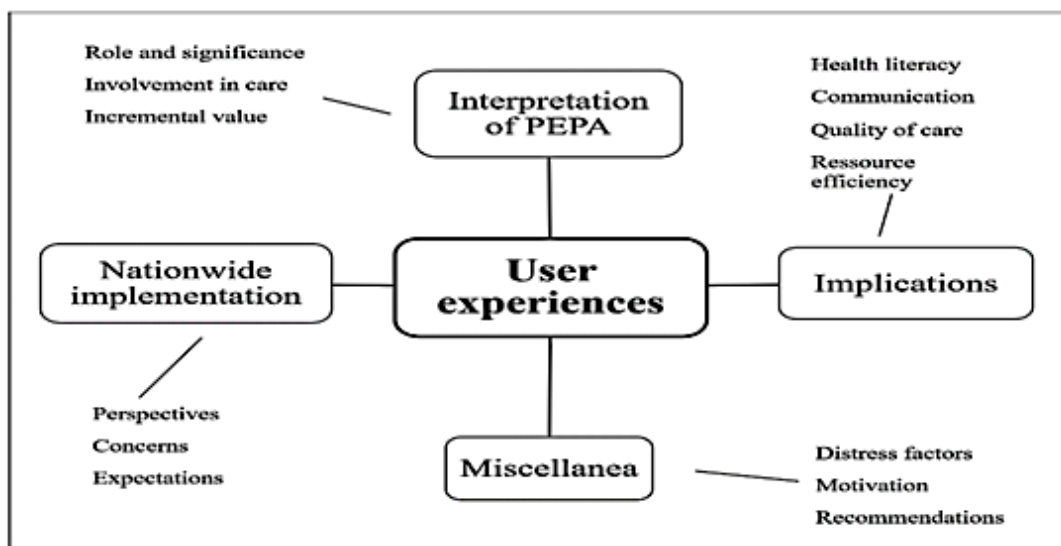 Role and significance
Involvement in care
Incremental value
Interpretation
of PEPA
Health literacy
Communication
Quality of care
Ressource
efficiency
Nationwide
implementation
User
experiences
Implications
Perspectives
Concerns
Expectations
Miscellanea
Distress factors
Motivation
Recommendations